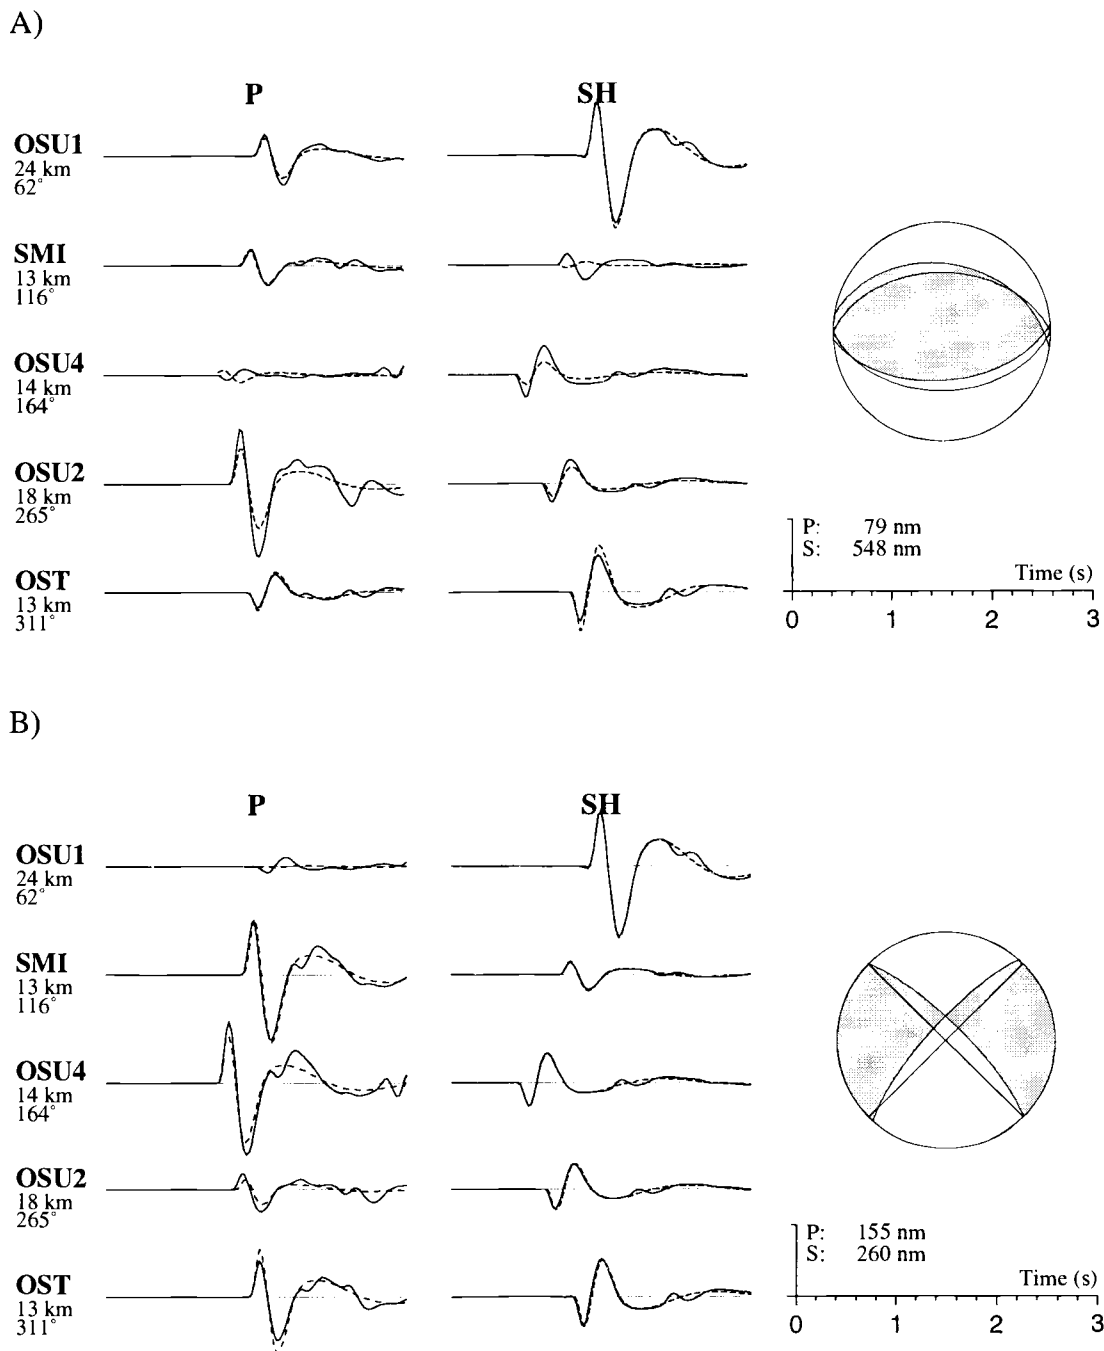 A)
P
SH
OSU1
24 km
62°
SMI
13 km
116°
OSU4
14 km
164°
OSU2
18 km
265°
OST
13 km
311°
P: 79 nm
S: 548 nm
Time (s)
0 1 2 3
B)
P
SH
OSU1
24 km
62°
SMI
13 km
116°
OSU4
14 km
164°
OSU2
18 km
265°
OST
13 km
311°
P: 155 nm
S: 260 nm
Time (s)
0 1 2 3